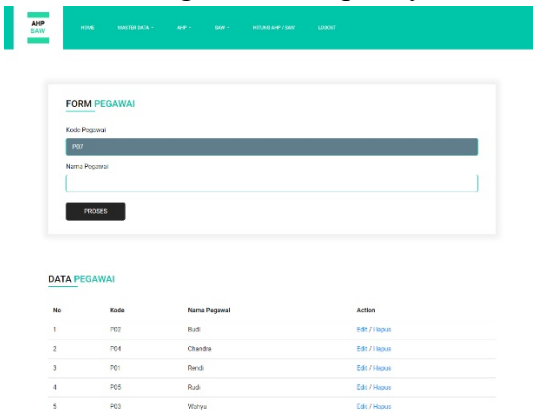 AHP
SAW
HOME MASTER DATA AHP SAW HITUNG AHP / SAW LOGOUT
FORM PEGAWAI
Kode Pegawai
P07
Nama Pegawai
PROSES
DATA PEGAWAI
No Kode Nama Pegawai Action
1 P02 Budi Edit / Hapus
2 P04 Chandra Edit / Hapus
3 P01 Rendi Edit / Hapus
4 P05 Rudi Edit / Hapus
5 P03 Wahyu Edit / Hapus